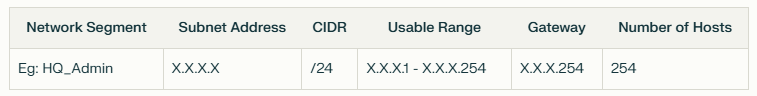 Network Segment Subnet Address CIDR Usable Range Gateway Number of Hosts
Eg: HQ_Admin X.X.X.X /24 X.X.X.1 - X.X.X.254 X.X.X.254 254